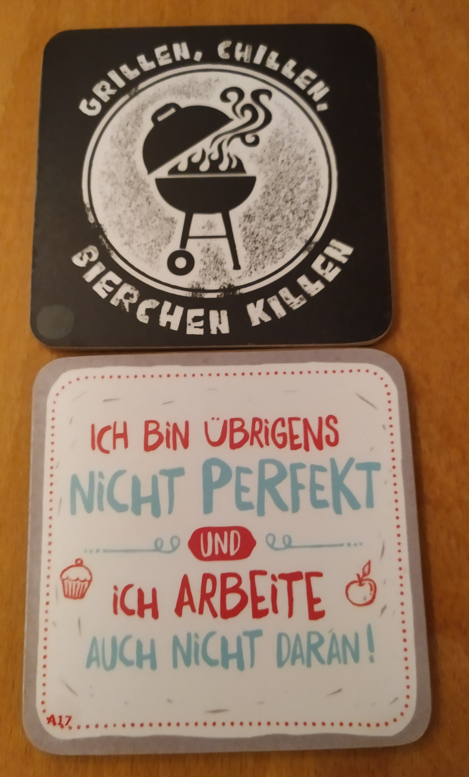 GRILLEN, CHILLEN,
BIERCHEN KILLEN
ICH BiN ÜBRiGENS
NiCHT PERFEKT
UND
iCH ARBEiTE
AUCH NiCHT DARAN!
A17